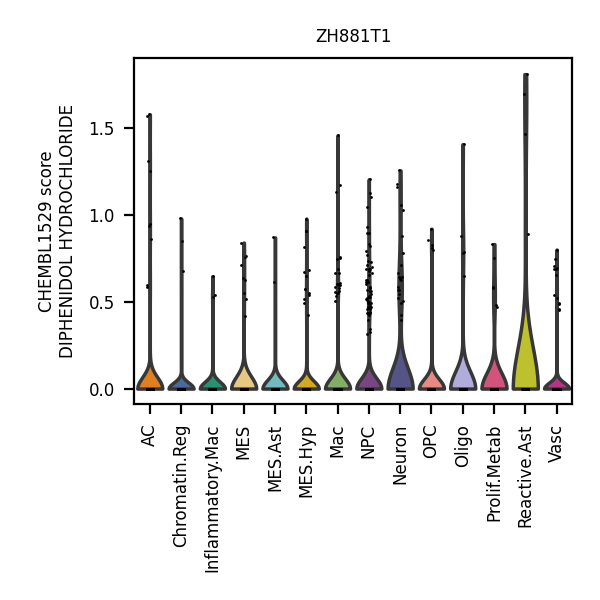 ZH881T1
CHEMBL1529 score
DIPHENIDOL HYDROCHLORIDE
1.5
1.0
0.5
0.0
AC
Chromatin.Reg
Inflammatory.Mac
MES
MES.Ast
MES.Hyp
Mac
NPC
Neuron
OPC
Oligo
Prolif.Metab
Reactive.Ast
Vasc